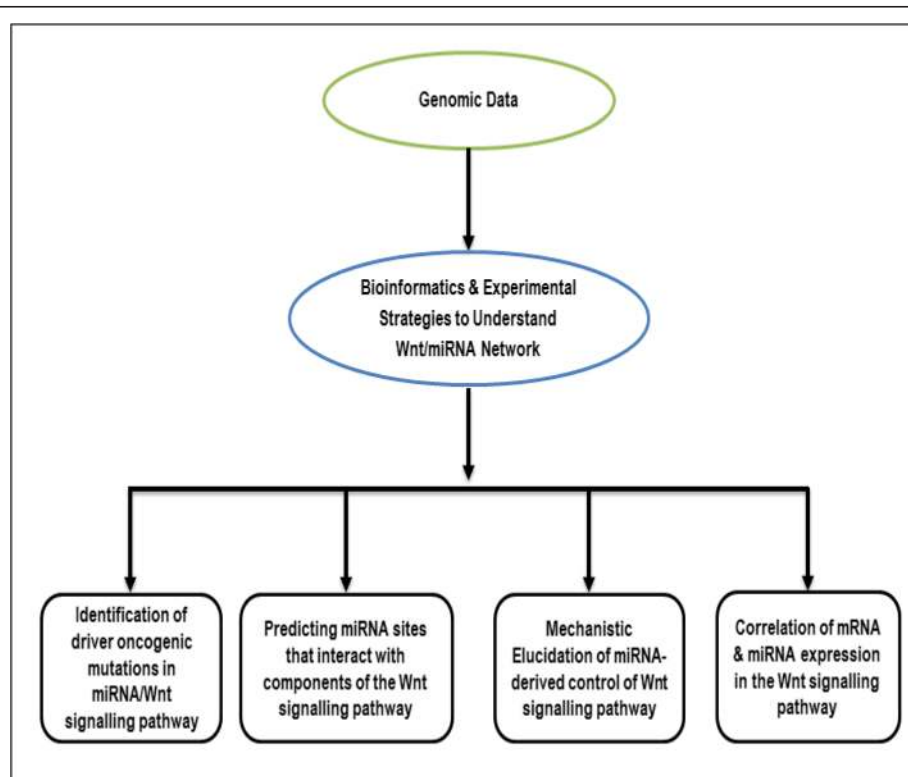 Genomic Data
Bioinformatics & Experimental
Strategies to Understand
Wnt/miRNA Network
Identification of
driver oncogenic
mutations in
miRNA/Wnt
signalling pathway
Predicting miRNA sites
that interact with
components of the Wnt
signalling pathway
Mechanistic
Elucidation of miRNA-
derived control of Wnt
signalling pathway
Correlation of mRNA
& miRNA expression
in the Wnt signalling
pathway